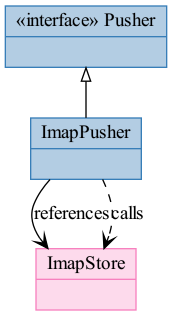 «interface» Pusher
ImapPusher
references calls
ImapStore